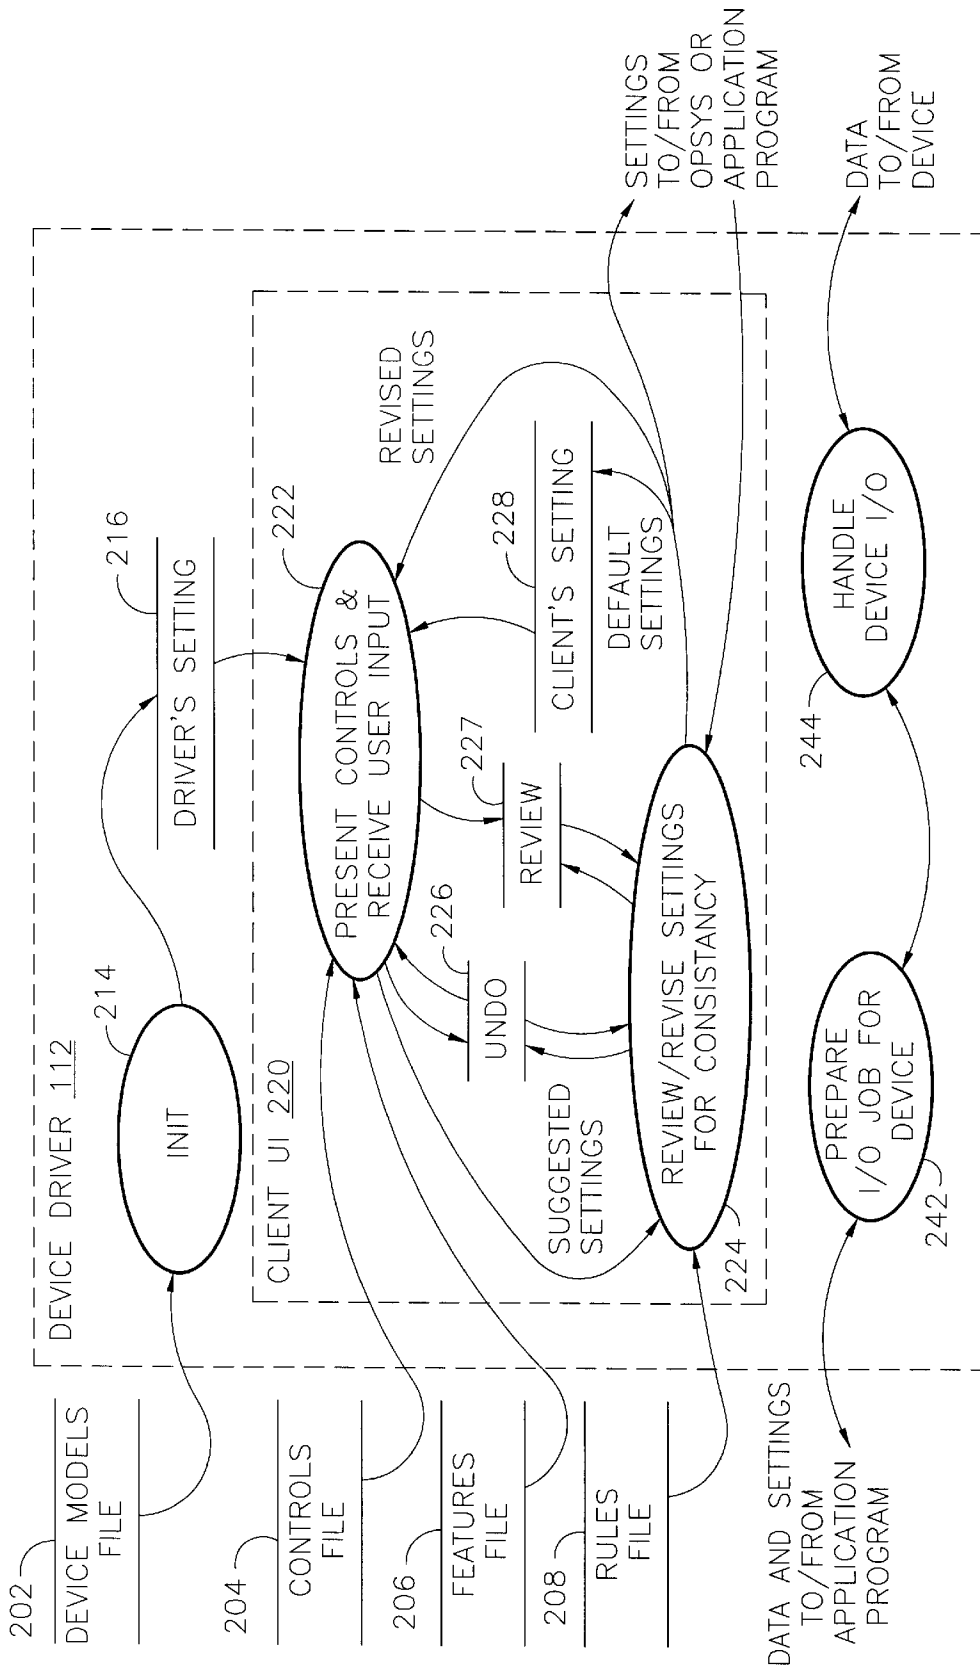 202
DEVICE MODELS
FILE
204
CONTROLS
FILE
206
FEATURES
FILE
208
RULES
FILE
DATA AND SETTINGS
TO/FROM
APPLICATION
PROGRAM
DEVICE DRIVER 112
214
INIT
216
DRIVER'S SETTING
CLIENT UI 220
222
PRESENT CONTROLS &
RECEIVE USER INPUT
REVISED
SETTINGS
226
UNDO
227
REVIEW
228
CLIENT'S SETTING
DEFAULT
SETTINGS
SUGGESTED
SETTINGS
224
REVIEW/REVISE SETTINGS
FOR CONSISTANCY
242
PREPARE
I/O JOB FOR
DEVICE
244
HANDLE
DEVICE I/O
SETTINGS
TO/FROM
OPSYS OR
APPLICATION
PROGRAM
DATA
TO/FROM
DEVICE